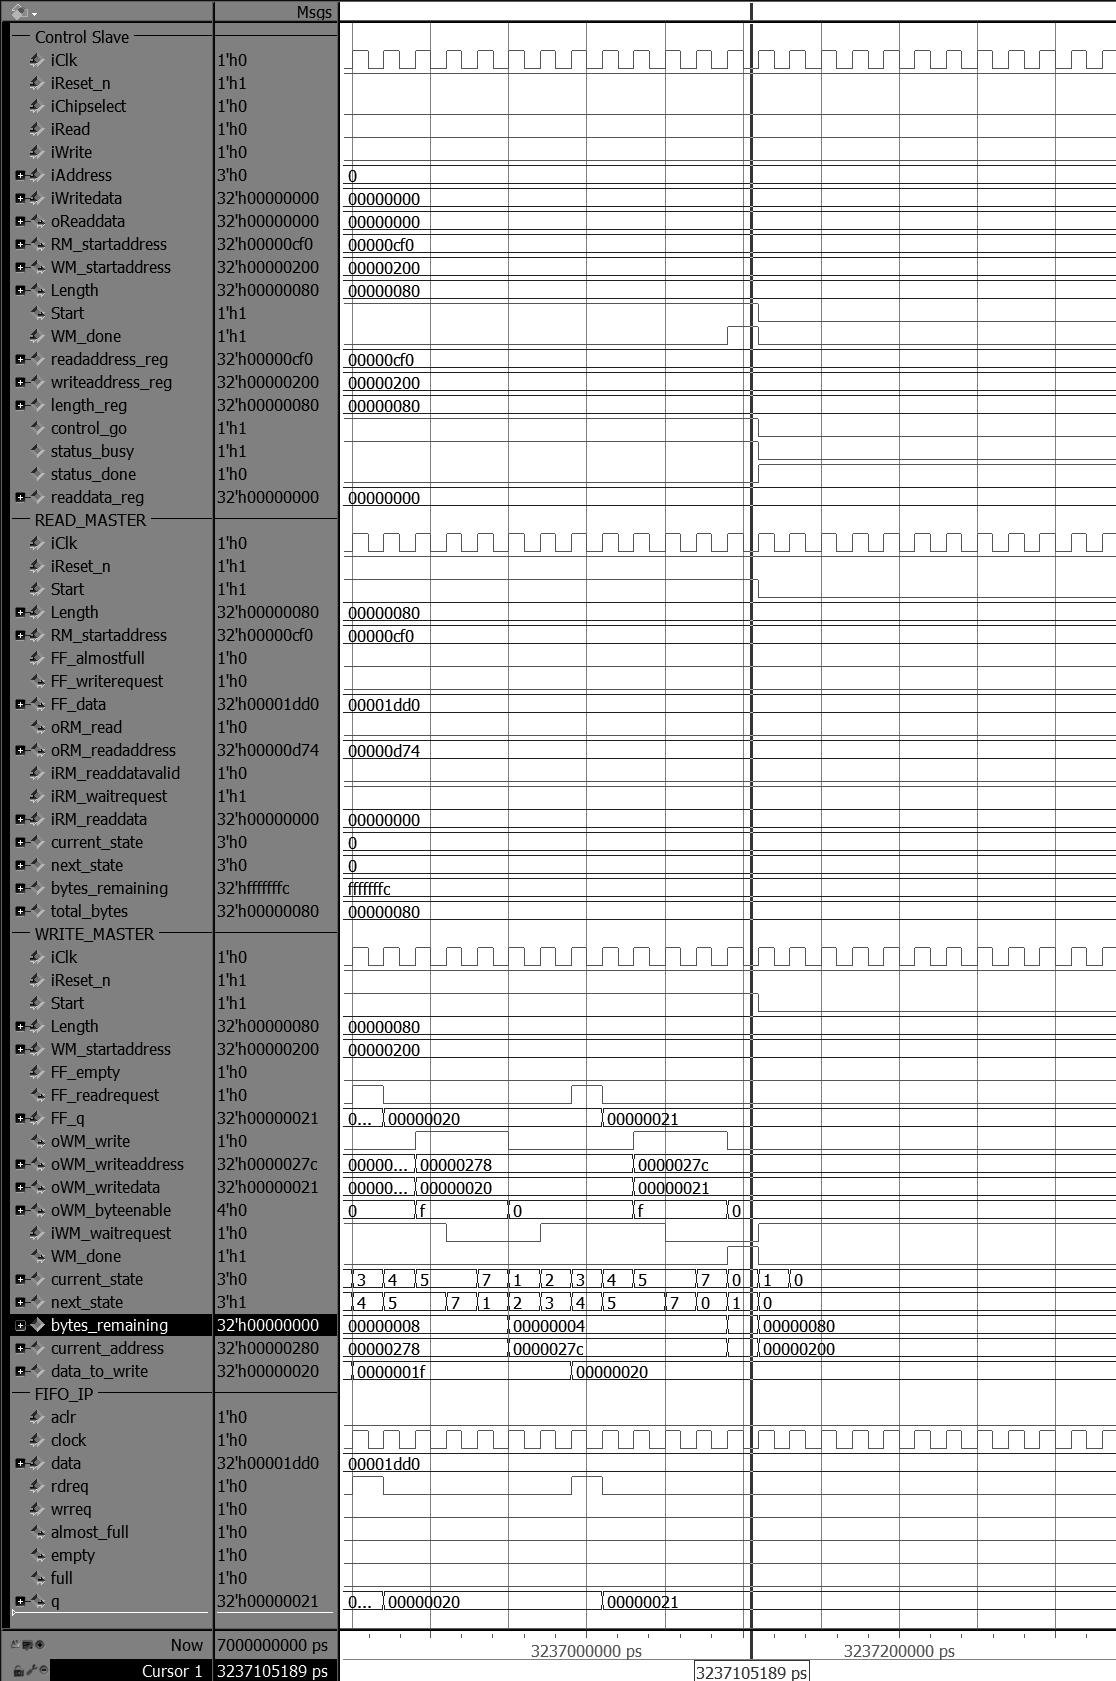 Msgs
Control Slave
iClk 1'h0
iReset_n 1'h1
iChipselect 1'h0
iRead 1'h0
iWrite 1'h0
iAddress 3'h0 0
iWritedata 32'h00000000 00000000
oReaddata 32'h00000000 00000000
RM_startaddress 32'h00000cf0 00000cf0
WM_startaddress 32'h00000200 00000200
Length 32'h00000080 00000080
Start 1'h1
WM_done 1'h1
readaddress_reg 32'h00000cf0 00000cf0
writeaddress_reg 32'h00000200 00000200
length_reg 32'h00000080 00000080
control_go 1'h1
status_busy 1'h1
status_done 1'h0
readdata_reg 32'h00000000 00000000
READ_MASTER
iClk 1'h0
iReset_n 1'h1
Start 1'h1
Length 32'h00000080 00000080
RM_startaddress 32'h00000cf0 00000cf0
FF_almostfull 1'h0
FF_writerequest 1'h0
FF_data 32'h00001dd0 00001dd0
oRM_read 1'h0
oRM_readaddress 32'h00000d74 00000d74
iRM_readdatavalid 1'h0
iRM_waitrequest 1'h1
iRM_readdata 32'h00000000 00000000
current_state 3'h0 0
next_state 3'h0 0
bytes_remaining 32'hfffffffc fffffffc
total_bytes 32'h00000080 00000080
WRITE_MASTER
iClk 1'h0
iReset_n 1'h1
Start 1'h1
Length 32'h00000080 00000080
WM_startaddress 32'h00000200 00000200
FF_empty 1'h0
FF_readrequest 1'h0
FF_q 32'h00000021 0... 00000020 00000021
oWM_write 1'h0
oWM_writeaddress 32'h0000027c 00000... 00000278 0000027c
oWM_writedata 32'h00000021 00000... 00000020 00000021
oWM_byteenable 4'h0 0 f 0 f 0
iWM_waitrequest 1'h0
WM_done 1'h1
current_state 3'h0 3 4 5 7 1 2 3 4 5 7 0 1 0
next_state 3'h1 4 5 7 1 2 3 4 5 7 0 1 0
bytes_remaining 32'h00000000 00000008 00000004 00000080
current_address 32'h00000280 00000278 0000027c 00000200
data_to_write 32'h00000020 0000001f 00000020
FIFO_IP
aclr 1'h0
clock 1'h0
data 32'h00001dd0 00001dd0
rdreq 1'h0
wrreq 1'h0
almost_full 1'h0
empty 1'h0
full 1'h0
q 32'h00000021 0... 00000020 00000021
Now 7000000000 ps 3237000000 ps 3237200000 ps
Cursor 1 3237105189 ps 3237105189 ps